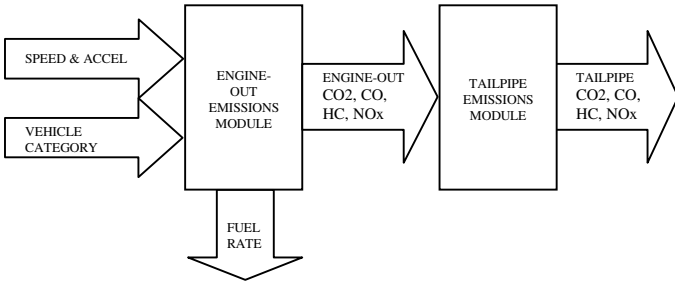 SPEED & ACCEL
VEHICLE
CATEGORY
ENGINE-
OUT
EMISSIONS
MODULE
FUEL
RATE
ENGINE-OUT
CO2, CO,
HC, NOx
TAILPIPE
EMISSIONS
MODULE
TAILPIPE
CO2, CO,
HC, NOx